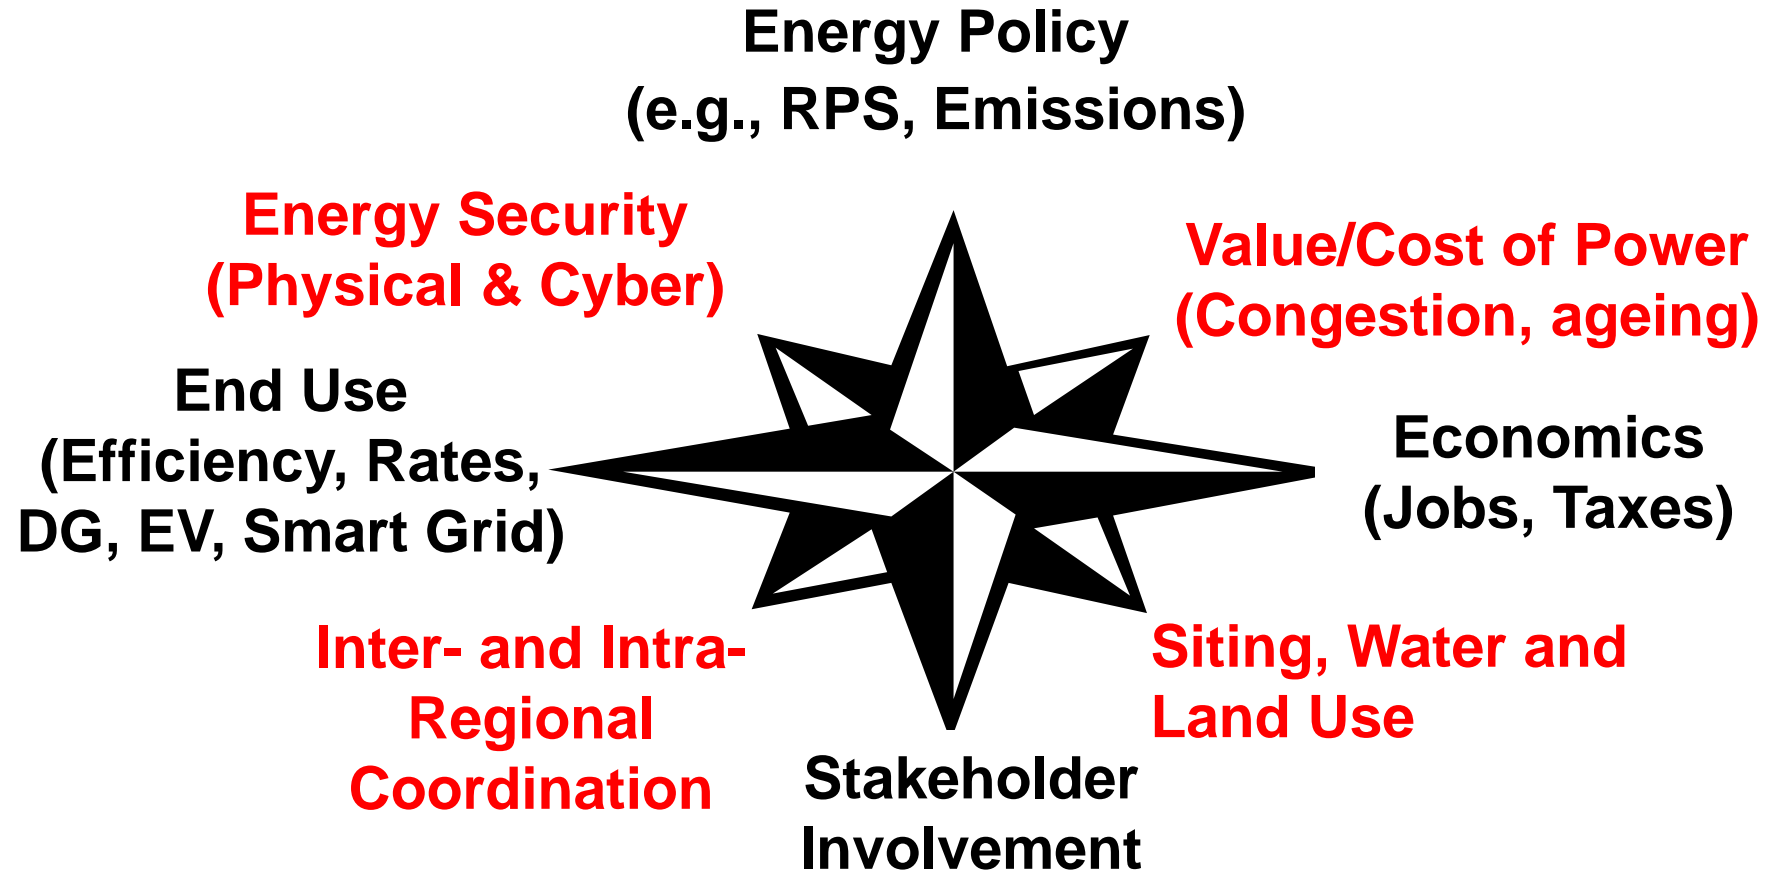 Energy Policy
(e.g., RPS, Emissions)
Energy Security
(Physical & Cyber)
Value/Cost of Power
(Congestion, ageing)
End Use
(Efficiency, Rates,
DG, EV, Smart Grid)
Economics
(Jobs, Taxes)
Inter- and Intra-
Regional
Coordination
Siting, Water and
Land Use
Stakeholder
Involvement